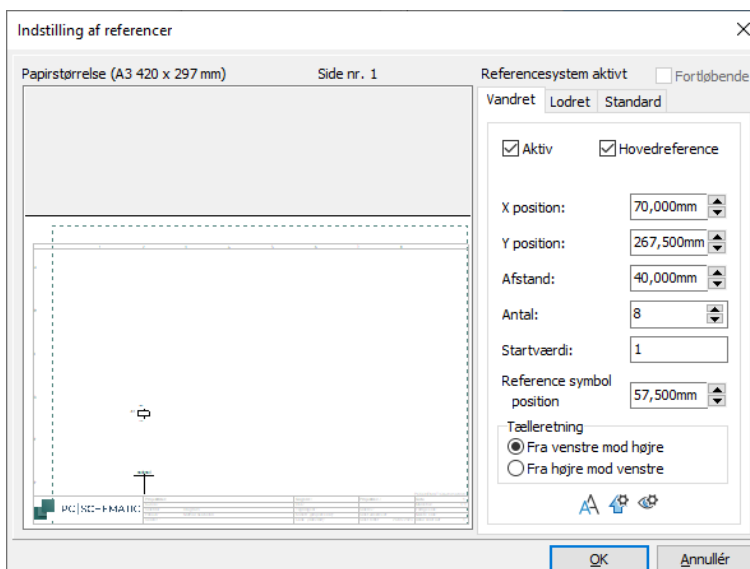 Indstilling af referencer
Papirstørrelse (A3 420 x 297 mm) Side nr. 1 Referencesystem aktivt Fortløbende
Vandret Lodret Standard
Aktiv Hovedreference
X position: 70,000mm
Y position: 267,500mm
Afstand: 40,000mm
Antal: 8
Startværdi: 1
Reference symbol
position 57,500mm
Tælleretning
Fra venstre mod højre
Fra højre mod venstre
PC|SCHEMATIC
OK Annullér